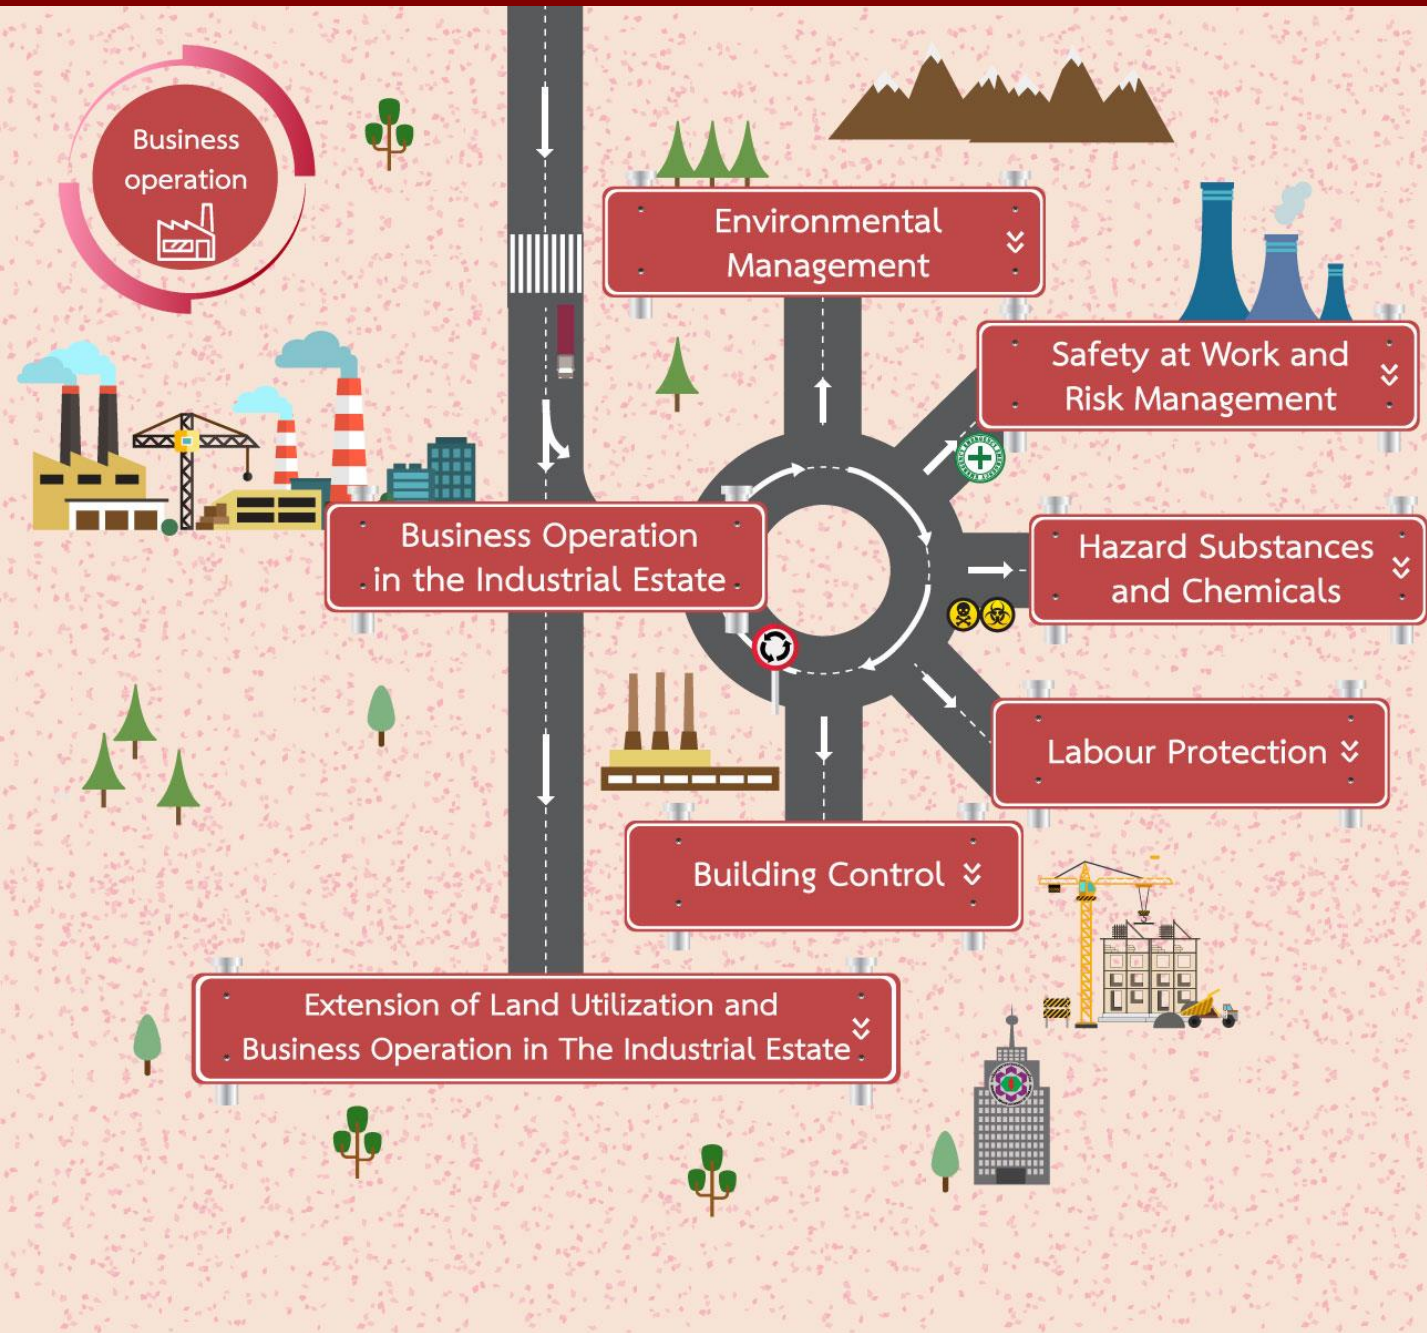 Business
operation
Environmental
Management
Safety at Work and
Risk Management
Business Operation
in the Industrial Estate
Hazard Substances
and Chemicals
Labour Protection
Building Control
Extension of Land Utilization and
Business Operation in The Industrial Estate